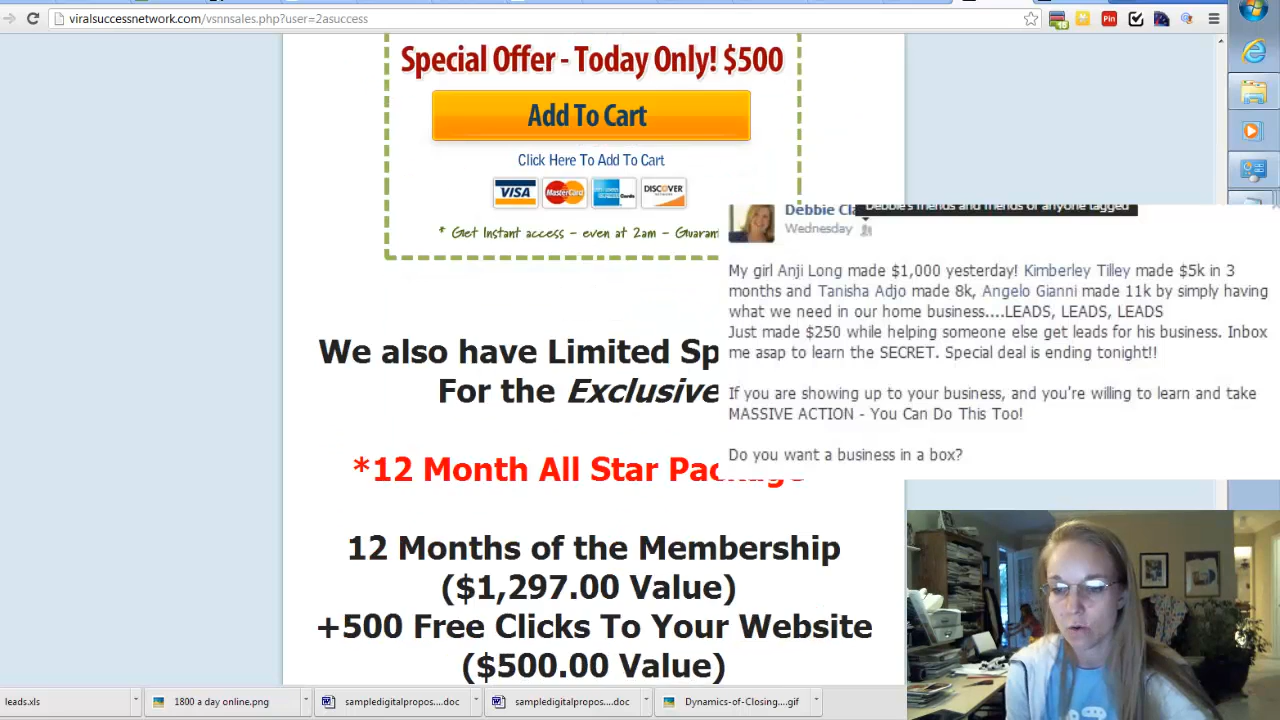 viralsuccessnetwork.com/vsnnsales.php?user=2asuccess
Pin
Special Offer - Today Only! $500
Add To Cart
Click Here To Add To Cart
VISA
MasterCard
DISCOVER
* Get Instant access - even at 2am - Guaran
Debbie's friends and friends of anyone tagged
Debbie Cla
Wednesday
My girl Anji Long made $1,000 yesterday! Kimberley Tilley made $5k in 3
months and Tanisha Adjo made 8k, Angelo Gianni made 11k by simply having
what we need in our home business....LEADS, LEADS, LEADS
Just made $250 while helping someone else get leads for his business. Inbox
me asap to learn the SECRET. Special deal is ending tonight!!
If you are showing up to your business, and you're willing to learn and take
MASSIVE ACTION - You Can Do This Too!
Do you want a business in a box?
We also have Limited Sp
For the Exclusive
*12 Month All Star Package
12 Months of the Membership
($1,297.00 Value)
+500 Free Clicks To Your Website
($500.00 Value)
leads.xls
1800 a day online.png
sampledigitalpropos....doc
sampledigitalpropos....doc
Dynamics-of-Closing....gif